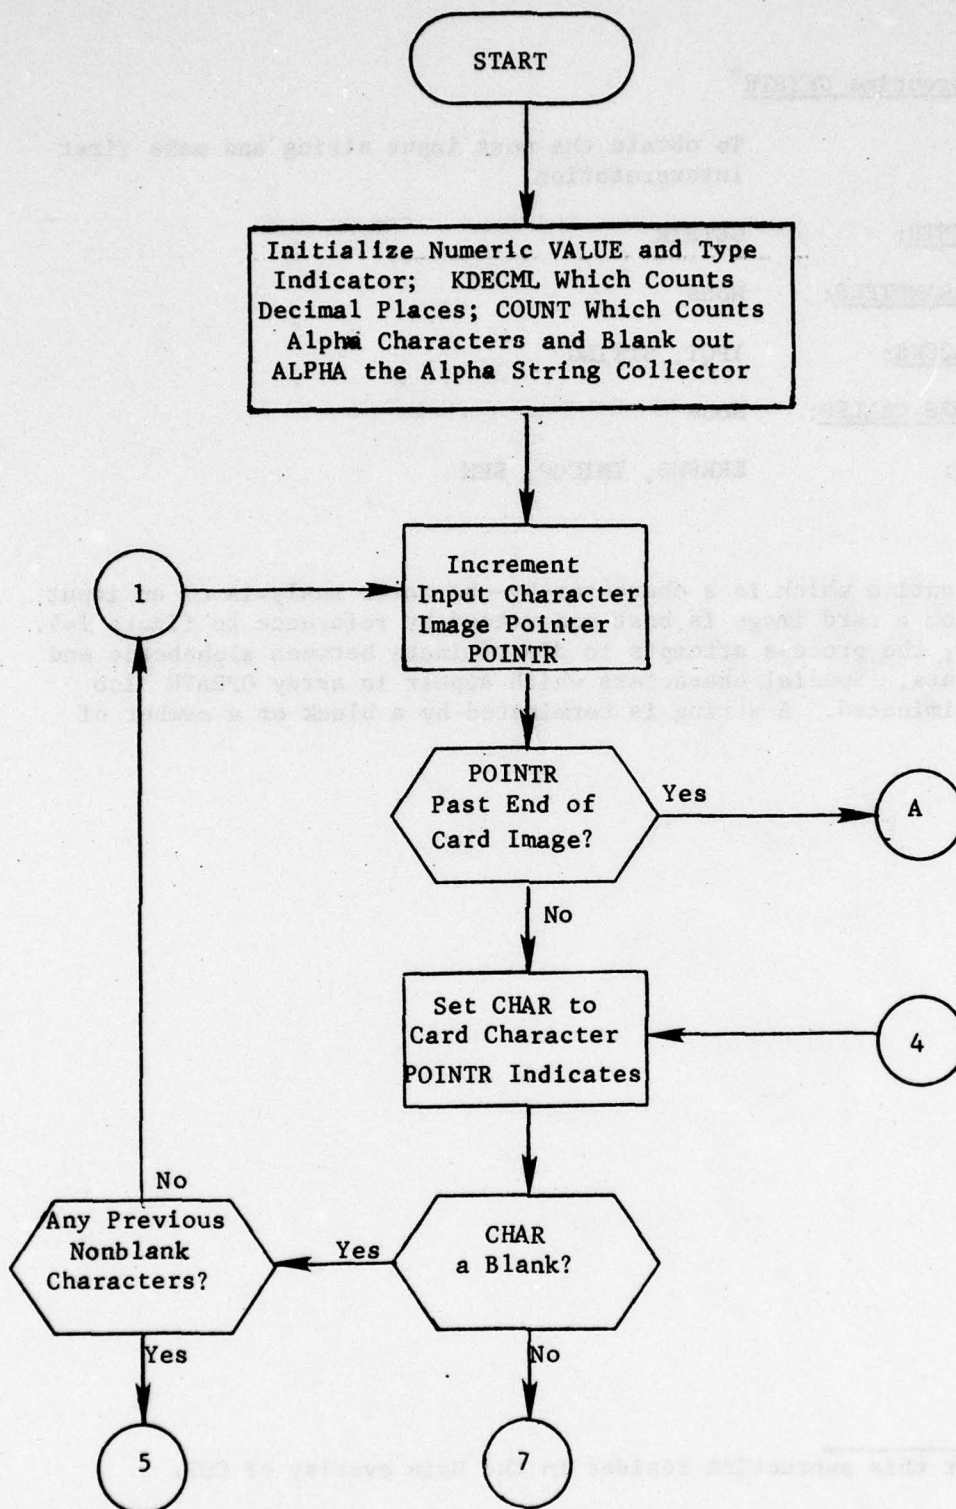 START
Initialize Numeric VALUE and Type
Indicator; KDECML Which Counts
Decimal Places; COUNT Which Counts
Alpha Characters and Blank out
ALPHA the Alpha String Collector
1
Increment
Input Character
Image Pointer
POINTR
POINTR
Past End of
Card Image?
Yes
A
No
Set CHAR to
Card Character
POINTR Indicates
4
No
Any Previous
Nonblank
Characters?
Yes
CHAR
a Blank?
Yes
No
5
7